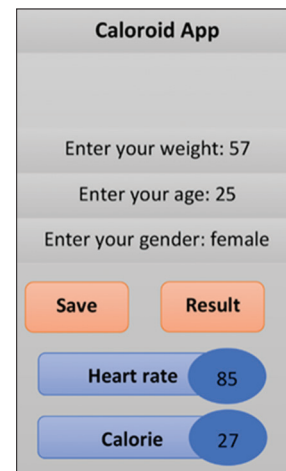 Caloroid App
Enter your weight: 57
Enter your age: 25
Enter your gender: female
Save Result
Heart rate 85
Calorie 27